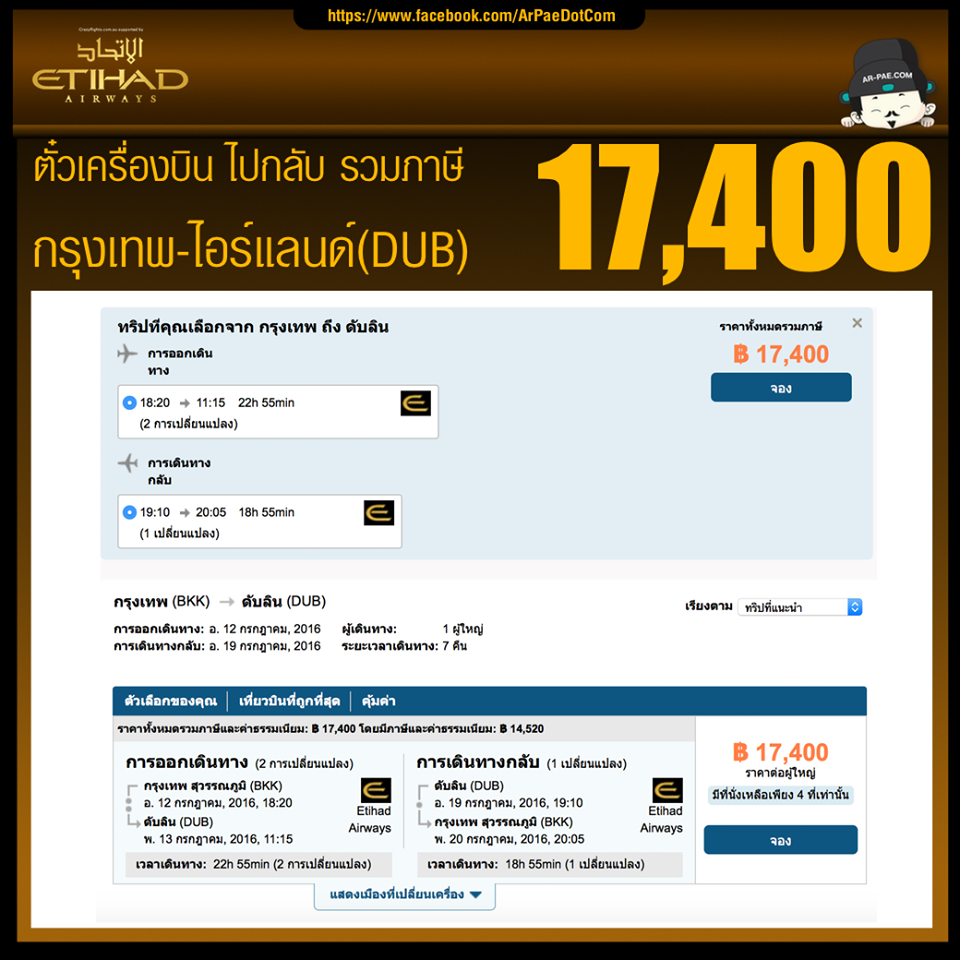 https://www.facebook.com/ArPaeDotCom
Crazyflights.com.au supported by
الإتحاد
ETIHAD
AIRWAYS
AR-PAE.COM
ตั๋วเครื่องบิน ไปกลับ รวมภาษี
17,400
กรุงเทพ-ไอร์แลนด์(DUB)
ทริปที่คุณเลือกจาก กรุงเทพ ถึง ดับลิน
ราคาทั้งหมดรวมภาษี
×
การออกเดิน
ทาง
฿ 17,400
จอง
18:20 → 11:15 22h 55min
(2 การเปลี่ยนแปลง)
การเดินทาง
กลับ
19:10 → 20:05 18h 55min
(1 เปลี่ยนแปลง)
กรุงเทพ (BKK) → ดับลิน (DUB)
เรียงตาม ทริปที่แนะนำ
การออกเดินทาง: อ. 12 กรกฎาคม, 2016 ผู้เดินทาง: 1 ผู้ใหญ่
การเดินทางกลับ: อ. 19 กรกฎาคม, 2016 ระยะเวลาเดินทาง: 7 คืน
ตัวเลือกของคุณ เที่ยวบินที่ถูกที่สุด คุ้มค่า
ราคาทั้งหมดรวมภาษีและค่าธรรมเนียม: ฿ 17,400 โดยมีภาษีและค่าธรรมเนียม: ฿ 14,520
การออกเดินทาง (2 การเปลี่ยนแปลง)
กรุงเทพ สุวรรณภูมิ (BKK)
อ. 12 กรกฎาคม, 2016, 18:20
ดับลิน (DUB)
พ. 13 กรกฎาคม, 2016, 11:15
Etihad
Airways
เวลาเดินทาง: 22h 55min (2 การเปลี่ยนแปลง)
การเดินทางกลับ (1 เปลี่ยนแปลง)
ดับลิน (DUB)
อ. 19 กรกฎาคม, 2016, 19:10
กรุงเทพ สุวรรณภูมิ (BKK)
พ. 20 กรกฎาคม, 2016, 20:05
Etihad
Airways
เวลาเดินทาง: 18h 55min (1 เปลี่ยนแปลง)
฿ 17,400
ราคาต่อผู้ใหญ่
มีที่นั่งเหลือเพียง 4 ที่เท่านั้น
จอง
แสดงเมืองที่เปลี่ยนเครื่อง